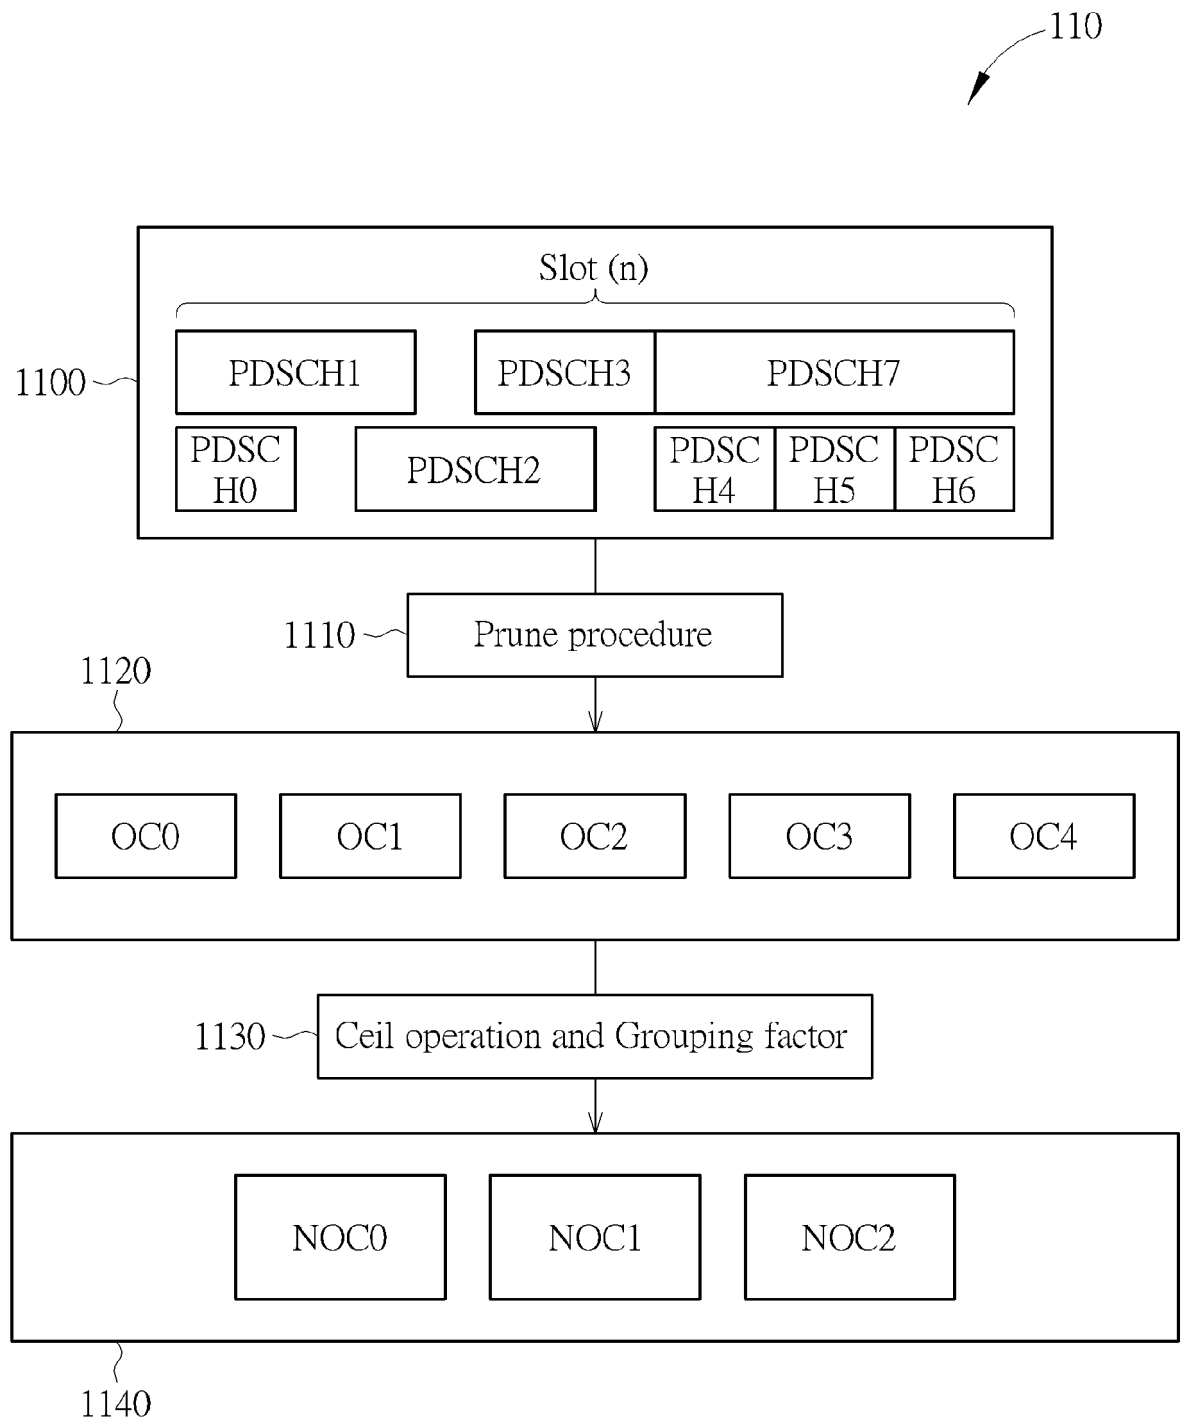 110
Slot (n)
1100
PDSCH1
PDSCH3
PDSCH7
PDSC
H0
PDSCH2
PDSC
H4
PDSC
H5
PDSC
H6
1110
Prune procedure
1120
OC0
OC1
OC2
OC3
OC4
1130
Ceil operation and Grouping factor
NOC0
NOC1
NOC2
1140